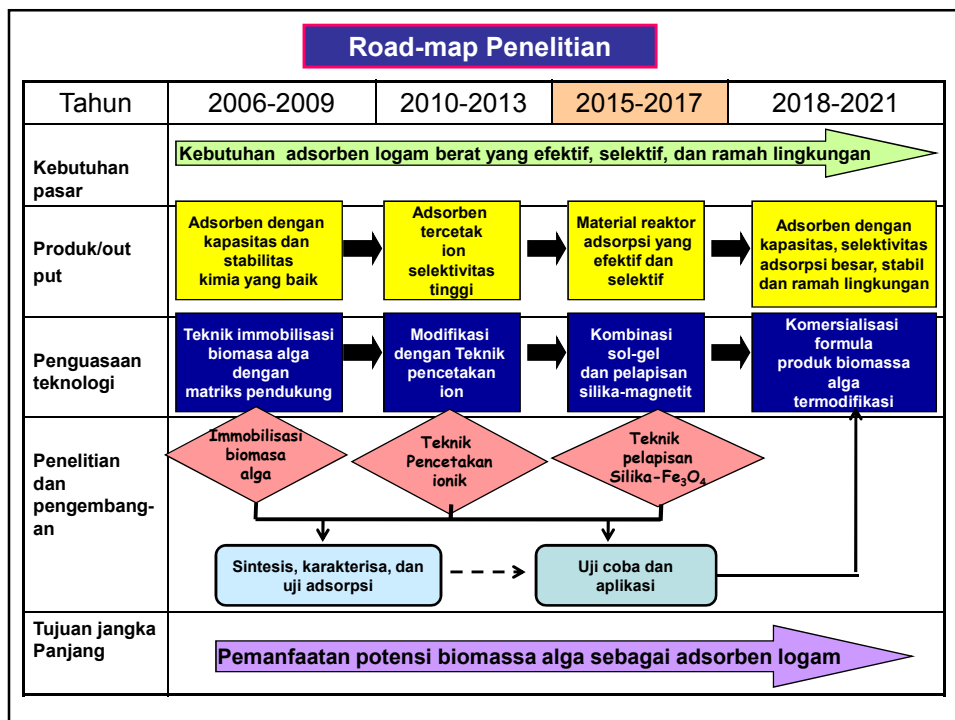 Road-map Penelitian
Tahun
2006-2009
2010-2013
2015-2017
2018-2021
Kebutuhan
pasar
Kebutuhan adsorben logam berat yang efektif, selektif, dan ramah lingkungan
Produk/out
put
Adsorben dengan
kapasitas dan
stabilitas
kimia yang baik
Adsorben
tercetak
ion
selektivitas
tinggi
Material reaktor
adsorpsi yang
efektif dan
selektif
Adsorben dengan
kapasitas, selektivitas
adsorpsi besar, stabil
dan ramah lingkungan
Penguasaan
teknologi
Teknik immobilisasi
biomasa alga
dengan
matriks pendukung
Modifikasi
dengan Teknik
pencetakan
ion
Kombinasi
sol-gel
dan pelapisan
silika-magnetit
Komersialisasi
formula
produk biomassa
alga
termodifikasi
Penelitian
dan
pengembang-
an
Immobilisasi
biomasa
alga
Teknik
Pencetakan
ionik
Teknik
pelapisan
Silika-Fe₃O₄
Sintesis, karakterisa, dan
uji adsorpsi
Uji coba dan
aplikasi
Tujuan jangka
Panjang
Pemanfaatan potensi biomassa alga sebagai adsorben logam